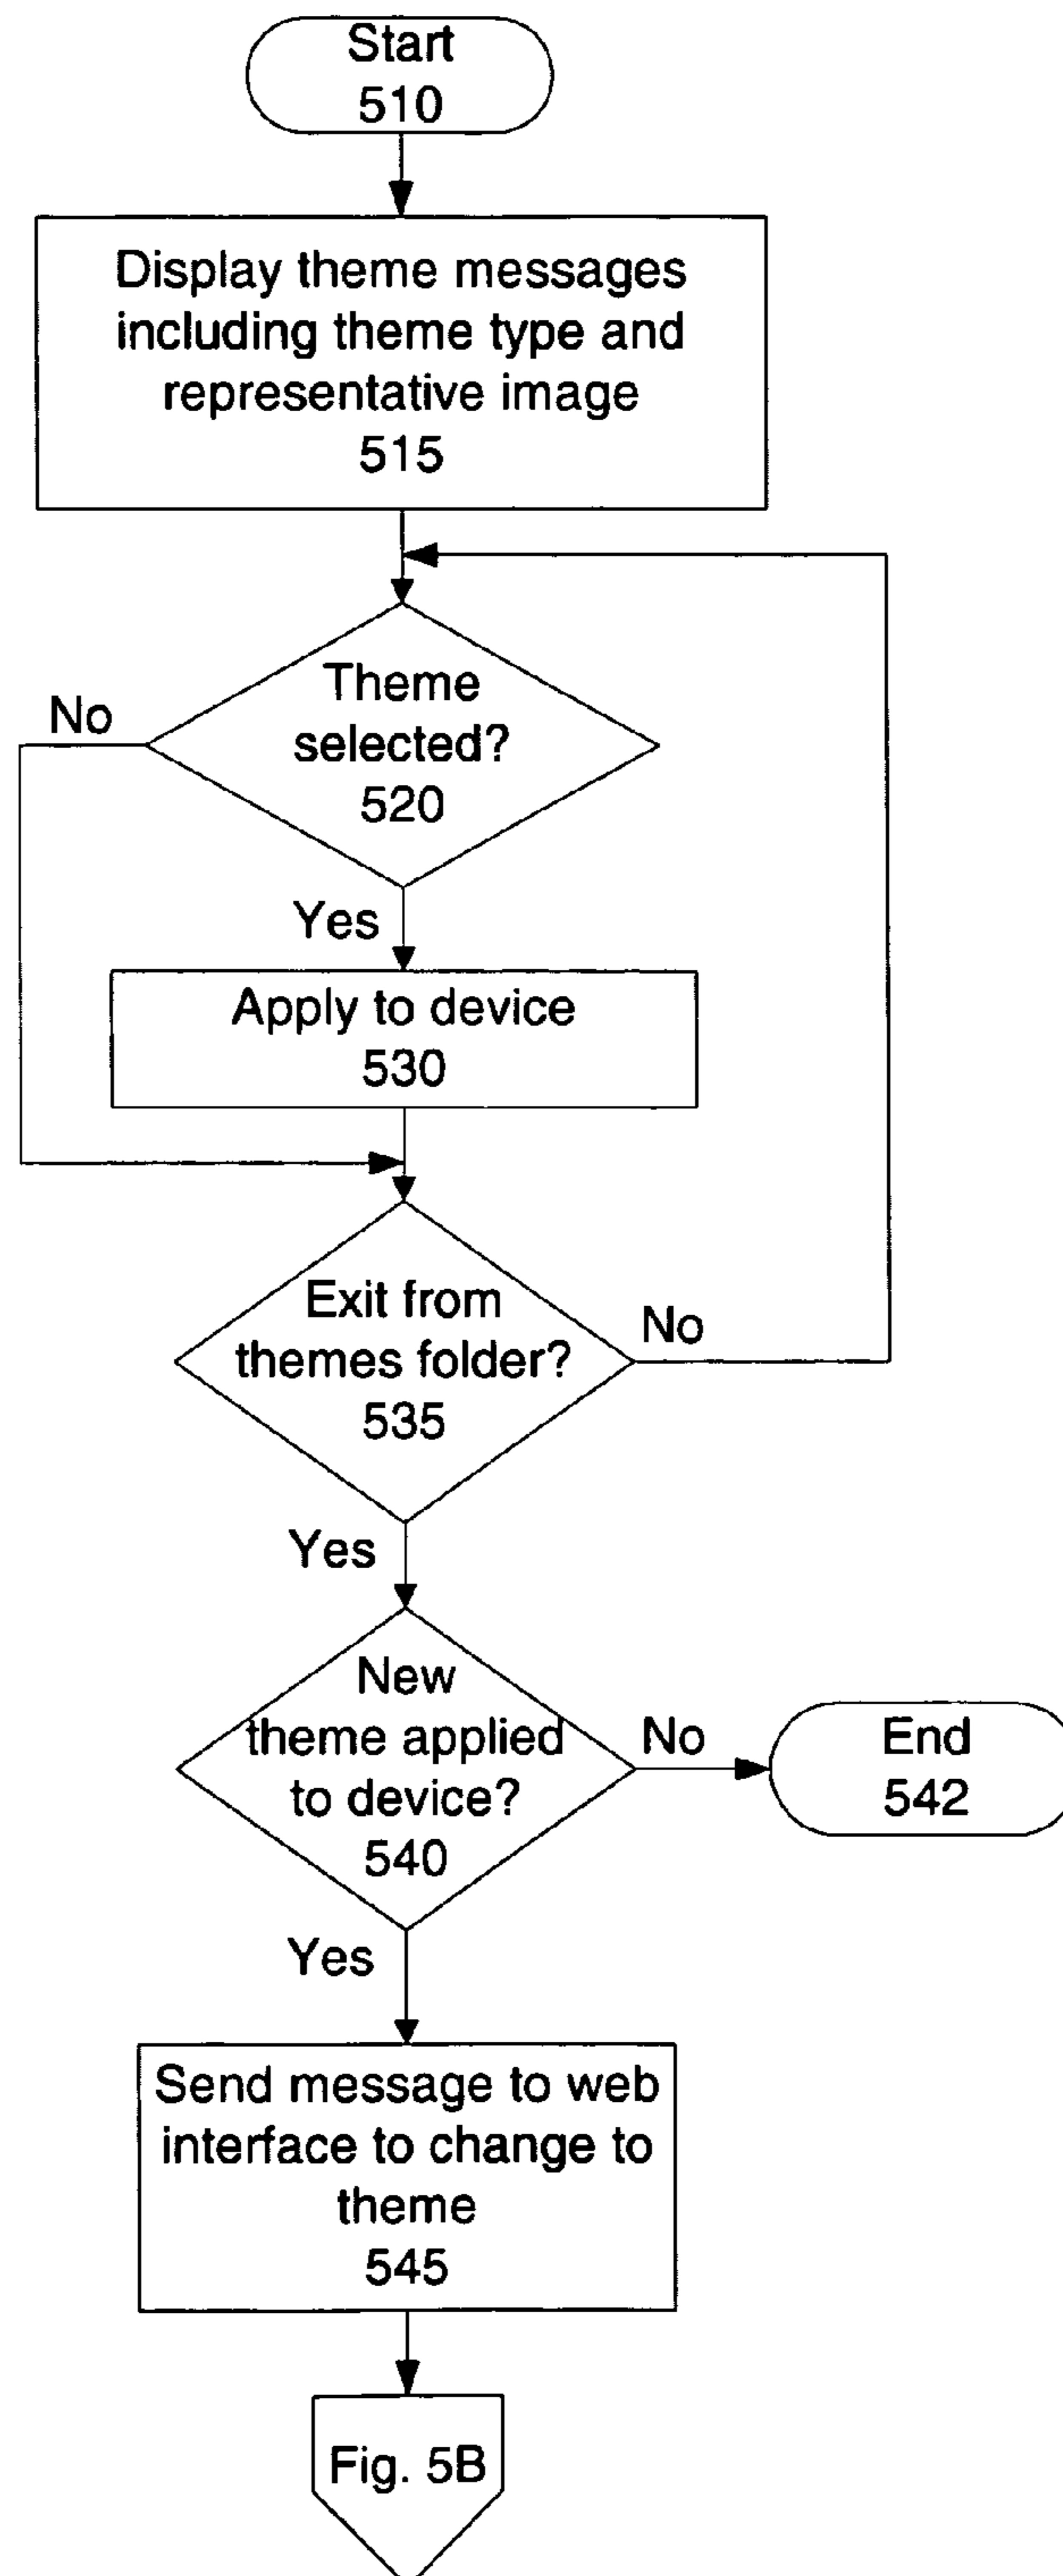 Start
510
Display theme messages
including theme type and
representative image
515
Theme
selected?
520
No
Yes
Apply to device
530
Exit from
themes folder?
535
No
Yes
New
theme applied
to device?
540
No
End
542
Yes
Send message to web
interface to change to
theme
545
Fig. 5B